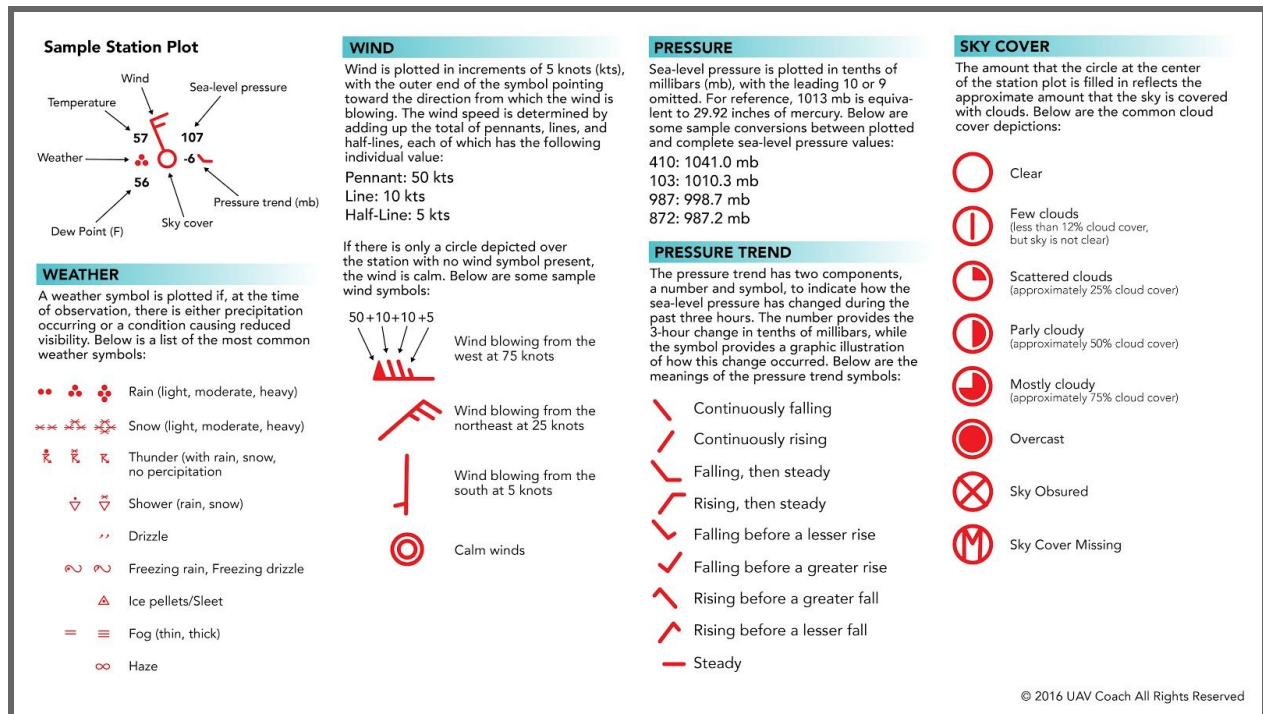 Sample Station Plot
Wind
Sea-level pressure
Temperature
57
107
Weather
-6
56
Pressure trend (mb)
Sky cover
Dew Point (F)
WEATHER
A weather symbol is plotted if, at the time
of observation, there is either precipitation
occurring or a condition causing reduced
visibility. Below is a list of the most common
weather symbols:
Rain (light, moderate, heavy)
Snow (light, moderate, heavy)
Thunder (with rain, snow,
no percipitation
Shower (rain, snow)
Drizzle
Freezing rain, Freezing drizzle
Ice pellets/Sleet
Fog (thin, thick)
Haze
WIND
Wind is plotted in increments of 5 knots (kts),
with the outer end of the symbol pointing
toward the direction from which the wind is
blowing. The wind speed is determined by
adding up the total of pennants, lines, and
half-lines, each of which has the following
individual value:
Pennant: 50 kts
Line: 10 kts
Half-Line: 5 kts
If there is only a circle depicted over
the station with no wind symbol present,
the wind is calm. Below are some sample
wind symbols:
50+10+10+5
Wind blowing from the
west at 75 knots
Wind blowing from the
northeast at 25 knots
Wind blowing from the
south at 5 knots
Calm winds
PRESSURE
Sea-level pressure is plotted in tenths of
millibars (mb), with the leading 10 or 9
omitted. For reference, 1013 mb is equiva-
lent to 29.92 inches of mercury. Below are
some sample conversions between plotted
and complete sea-level pressure values:
410: 1041.0 mb
103: 1010.3 mb
987: 998.7 mb
872: 987.2 mb
PRESSURE TREND
The pressure trend has two components,
a number and symbol, to indicate how the
sea-level pressure has changed during the
past three hours. The number provides the
3-hour change in tenths of millibars, while
the symbol provides a graphic illustration
of how this change occurred. Below are the
meanings of the pressure trend symbols:
Continuously falling
Continuously rising
Falling, then steady
Rising, then steady
Falling before a lesser rise
Falling before a greater rise
Rising before a greater fall
Rising before a lesser fall
Steady
SKY COVER
The amount that the circle at the center
of the station plot is filled in reflects the
approximate amount that the sky is covered
with clouds. Below are the common cloud
cover depictions:
Clear
Few clouds
(less than 12% cloud cover,
but sky is not clear)
Scattered clouds
(approximately 25% cloud cover)
Parly cloudy
(approximately 50% cloud cover)
Mostly cloudy
(approximately 75% cloud cover)
Overcast
Sky Obsured
Sky Cover Missing
© 2016 UAV Coach All Rights Reserved